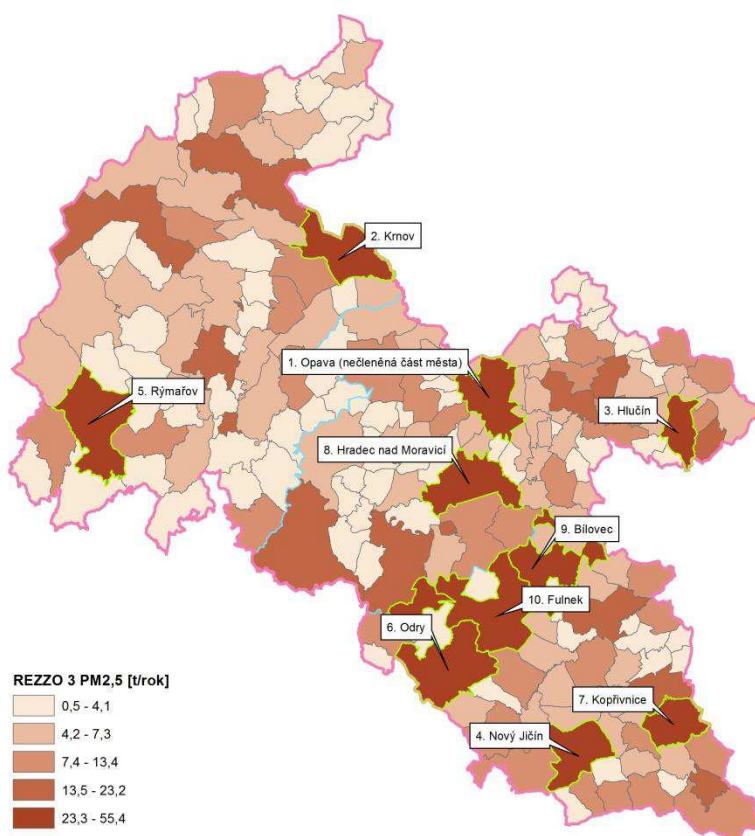 2. Krnov
1. Opava (nečleněná část města)
5. Rýmařov
3. Hlučín
8. Hradec nad Moravicí
9. Bílovec
10. Fulnek
6. Odry
7. Kopřivnice
4. Nový Jičín
REZZO 3 PM2,5 [t/rok]
0,5 - 4,1
4,2 - 7,3
7,4 - 13,4
13,5 - 23,2
23,3 - 55,4